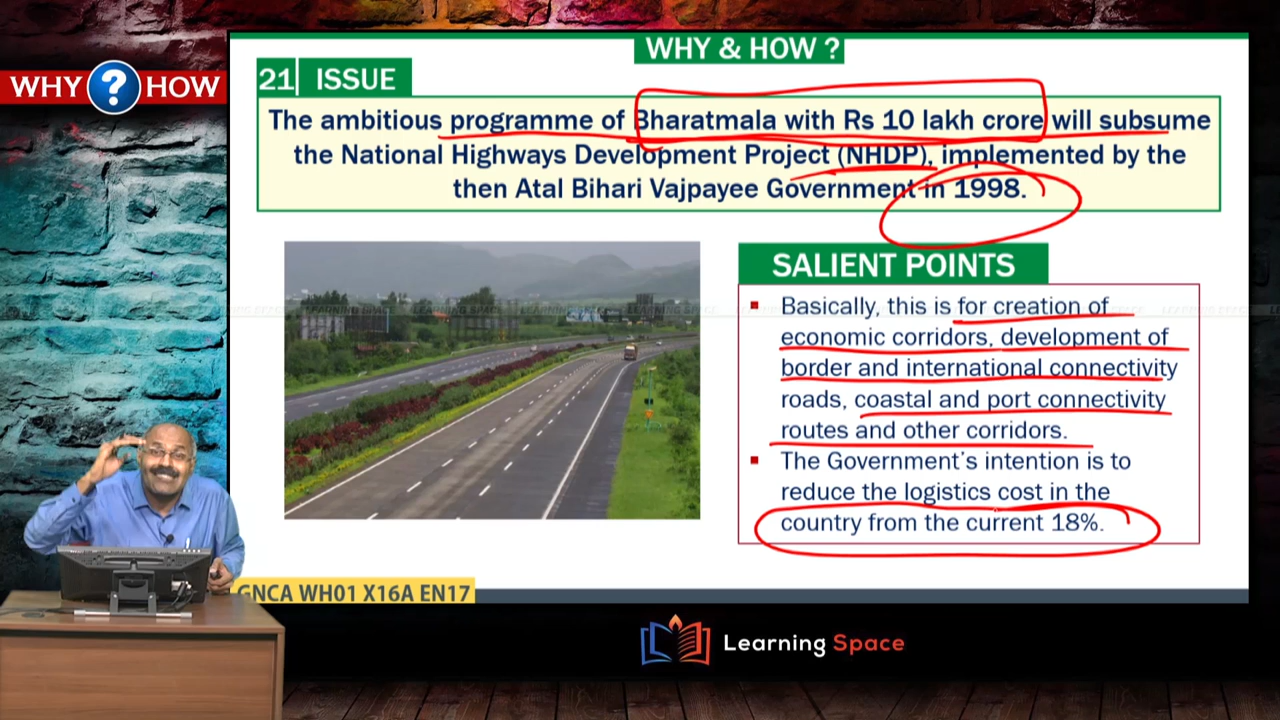 WHY & HOW ?
WHY ? HOW
21 ISSUE
The ambitious programme of Bharatmala with Rs 10 lakh crore will subsume
the National Highways Development Project (NHDP), implemented by the
then Atal Bihari Vajpayee Government in 1998.
SALIENT POINTS
Basically, this is for creation of
economic corridors, development of
border and international connectivity
roads, coastal and port connectivity
routes and other corridors.
The Government's intention is to
reduce the logistics cost in the
country from the current 18%.
LEARNING SPACE
GNCA WH01 X16A EN17
Learning Space